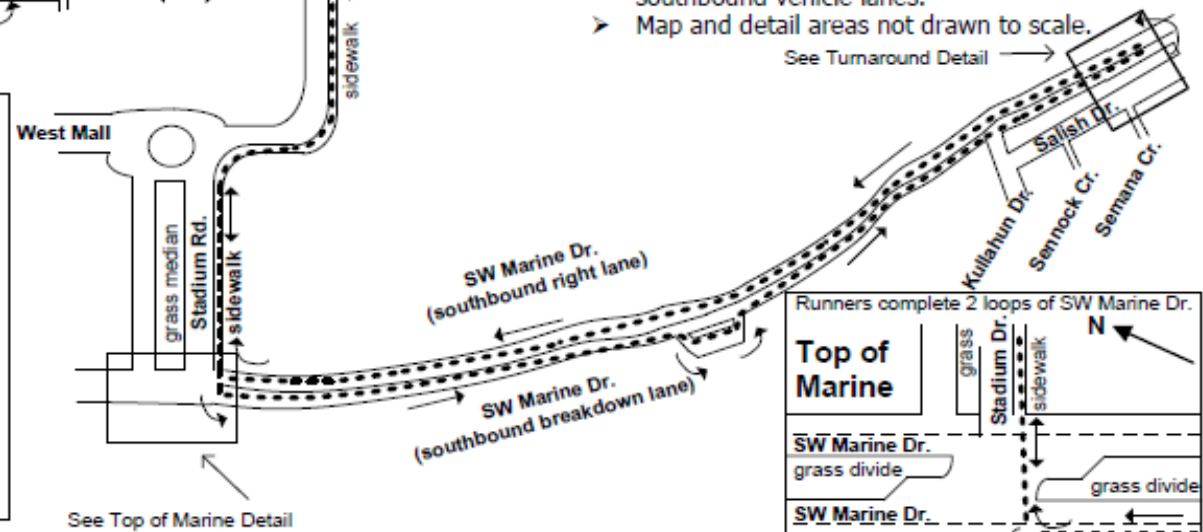 southbound vehicle lanes.
➢ Map and detail areas not drawn to scale.
See Turnaround Detail
sidewalk
West Mall
Salish Dr.
Semana Cr.
Sennock Cr.
Kullahun Dr.
grass median
Stadium Rd.
sidewalk
SW Marine Dr.
(southbound right lane)
SW Marine Dr.
(southbound breakdown lane)
See Top of Marine Detail
Runners complete 2 loops of SW Marine Dr.
N
Top of
Marine
grass
Stadium Dr.
sidewalk
SW Marine Dr.
grass divide
grass divide
SW Marine Dr.